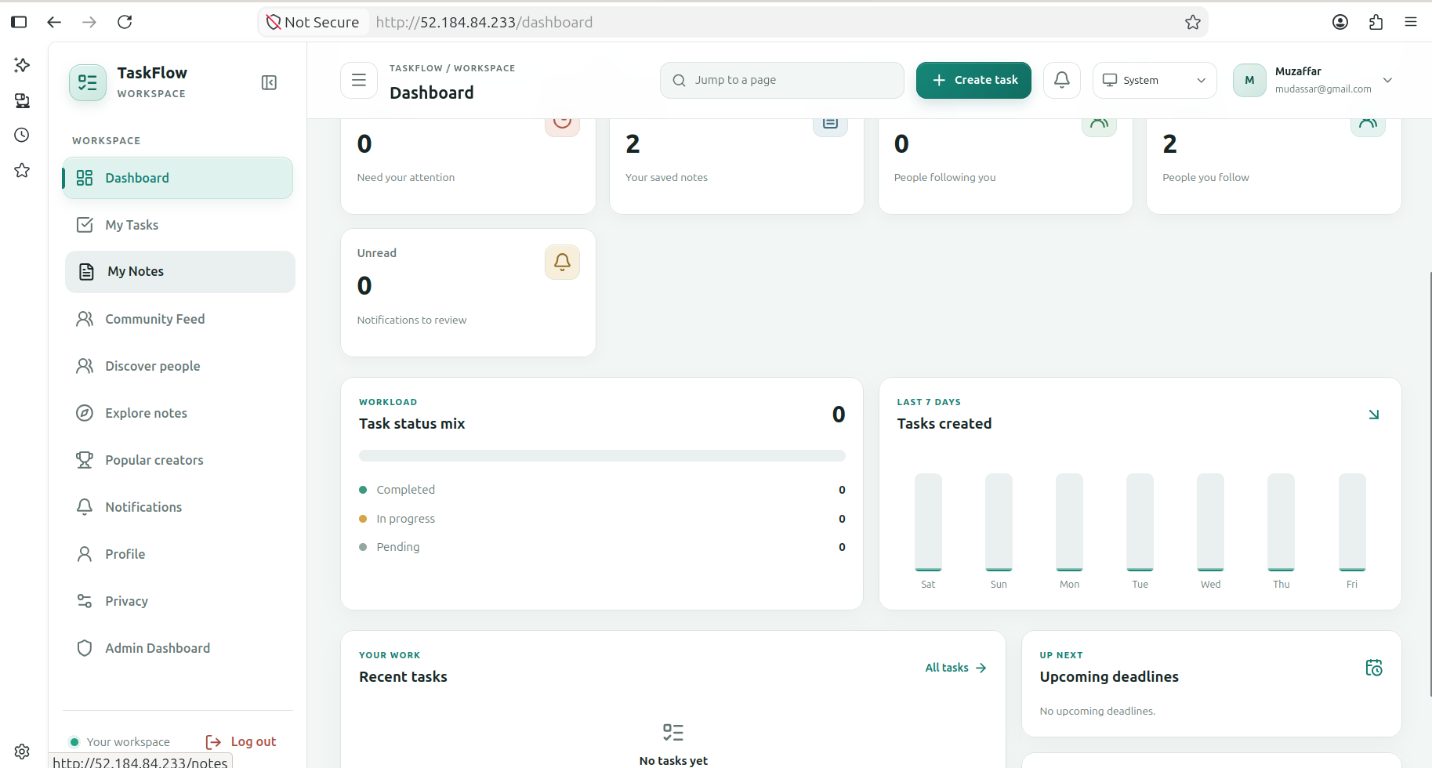 Not Secure http://52.184.84.233/dashboard
TaskFlow
WORKSPACE
TASKFLOW / WORKSPACE
Dashboard
Jump to a page
Create task
System
M
Muzaffar
mudassar@gmail.com
WORKSPACE
Dashboard
My Tasks
My Notes
Community Feed
Discover people
Explore notes
Popular creators
Notifications
Profile
Privacy
Admin Dashboard
Your workspace
Log out
http://52.184.84.233/notes
0
Need your attention
2
Your saved notes
0
People following you
2
People you follow
Unread
0
Notifications to review
WORKLOAD
Task status mix
0
Completed 0
In progress 0
Pending 0
LAST 7 DAYS
Tasks created
Sat Sun Mon Tue Wed Thu Fri
YOUR WORK
Recent tasks
All tasks
No tasks yet
UP NEXT
Upcoming deadlines
No upcoming deadlines.